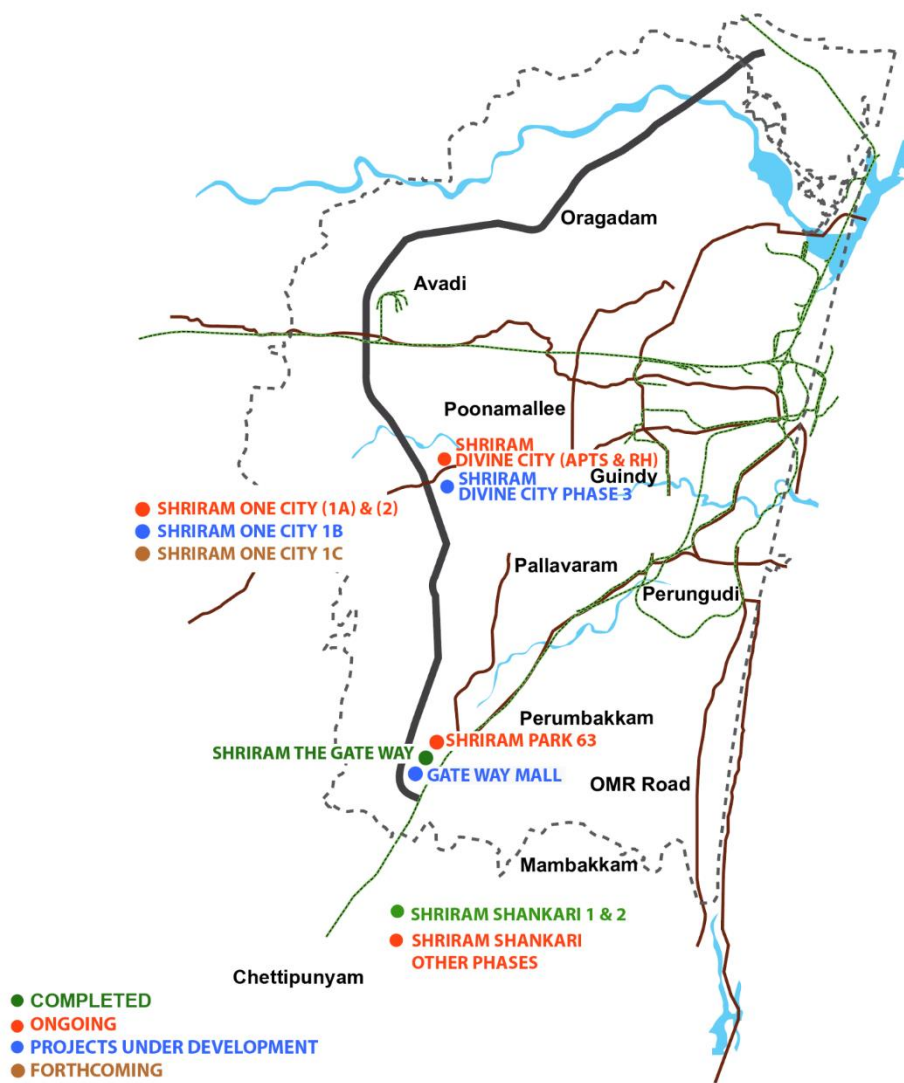 Oragadam
Avadi
Poonamallee
SHRIRAM
DIVINE CITY (APTS & RH)
Guindy
SHRIRAM
DIVINE CITY PHASE 3
SHRIRAM ONE CITY (1A) & (2)
SHRIRAM ONE CITY 1B
SHRIRAM ONE CITY 1C
Pallavaram
Perungudi
Perumbakkam
SHRIRAM PARK 63
SHRIRAM THE GATE WAY
GATE WAY MALL
OMR Road
Mambakkam
SHRIRAM SHANKARI 1 & 2
SHRIRAM SHANKARI
OTHER PHASES
Chettipunyam
COMPLETED
ONGOING
PROJECTS UNDER DEVELOPMENT
FORTHCOMING